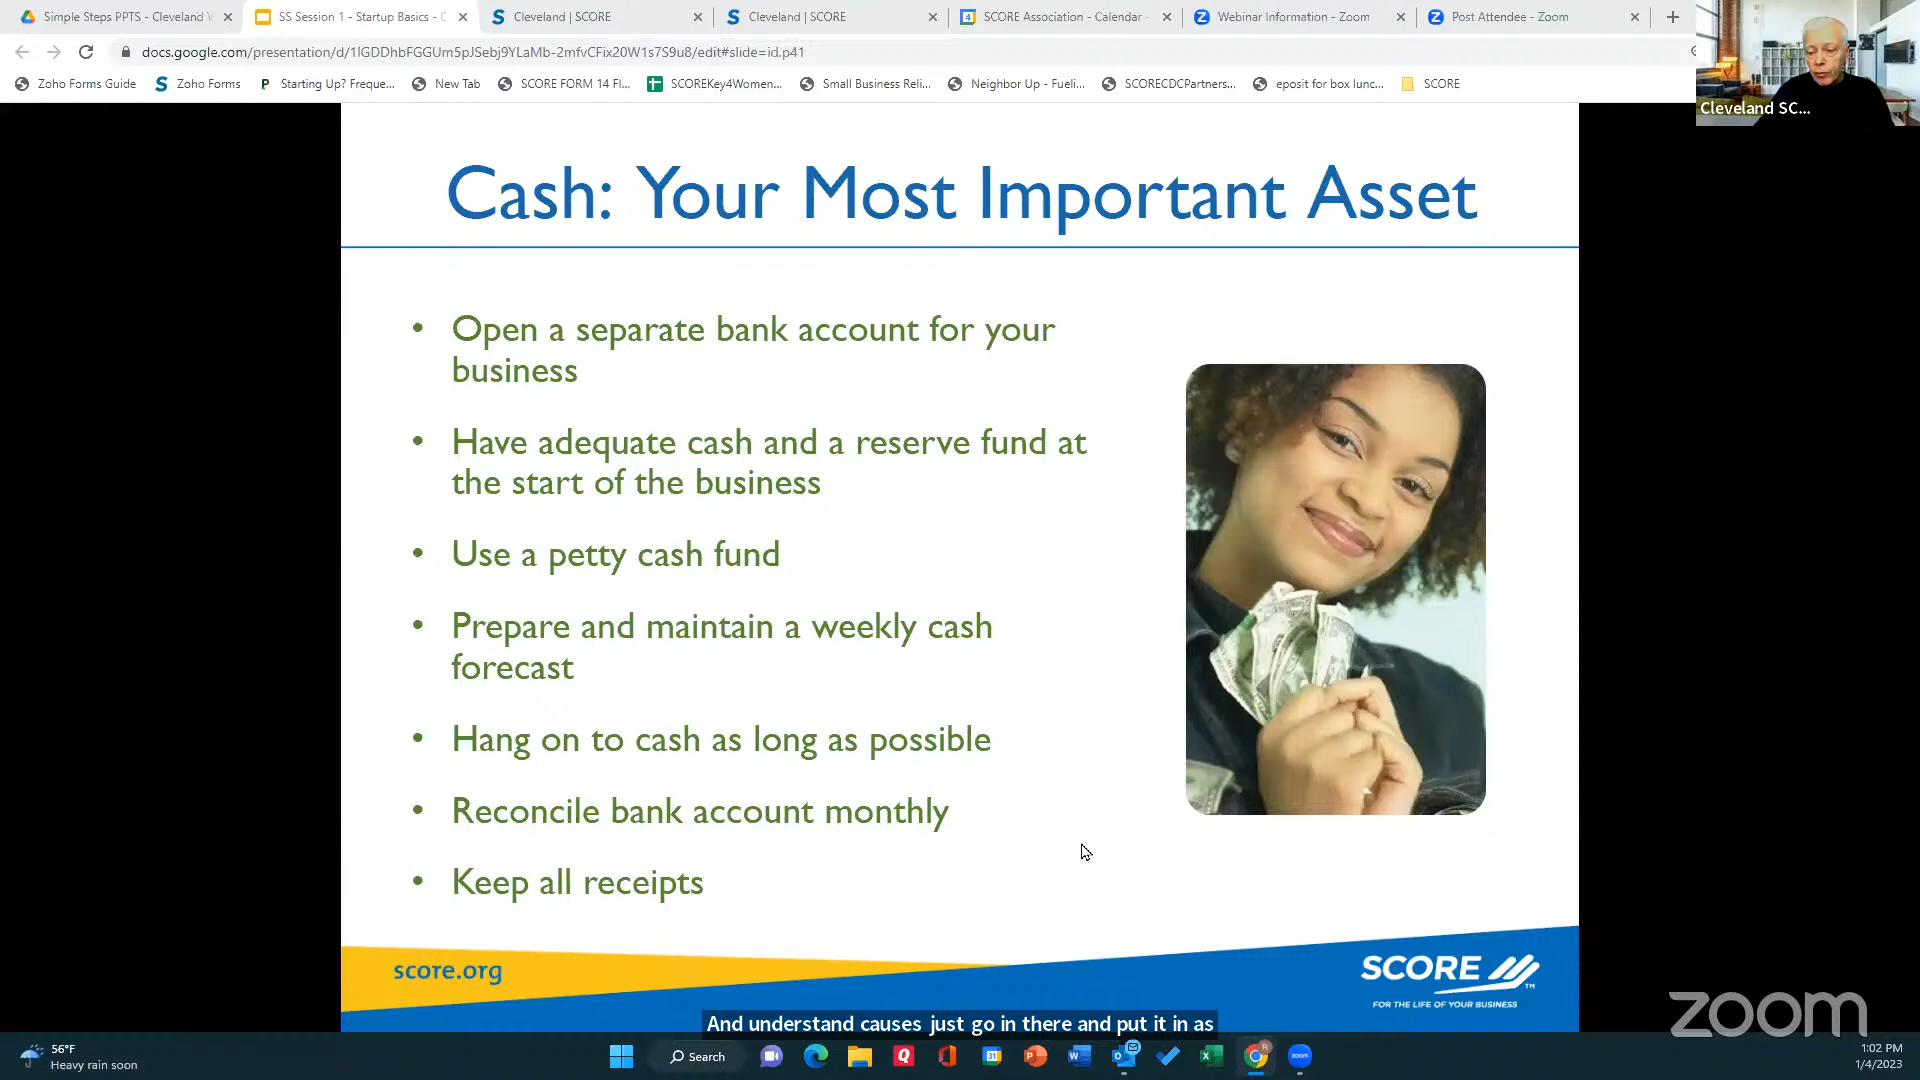 Simple Steps PPTS - Cleveland V
SS Session 1 - Startup Basics - C
Cleveland | SCORE
Cleveland | SCORE
SCORE Association - Calendar -
Webinar Information - Zoom
Post Attendee - Zoom
docs.google.com/presentation/d/1lGDDhbFGGUm5pJSebj9YLaMb-2mfvCFix20W1s7S9u8/edit#slide=id.p41
Zoho Forms Guide
Zoho Forms
Starting Up? Freque...
New Tab
SCORE FORM 14 Fl...
SCOREKey4Women...
Small Business Reli...
Neighbor Up - Fueli...
SCORECDCPartners...
eposit for box lunc...
SCORE
Cleveland SC...
Cash: Your Most Important Asset
• Open a separate bank account for your
business
• Have adequate cash and a reserve fund at
the start of the business
• Use a petty cash fund
• Prepare and maintain a weekly cash
forecast
• Hang on to cash as long as possible
• Reconcile bank account monthly
• Keep all receipts
score.org
SCORE
TM
FOR THE LIFE OF YOUR BUSINESS
zoom
And understand causes just go in there and put it in as
56°F
Heavy rain soon
Search
1:02 PM
1/4/2023